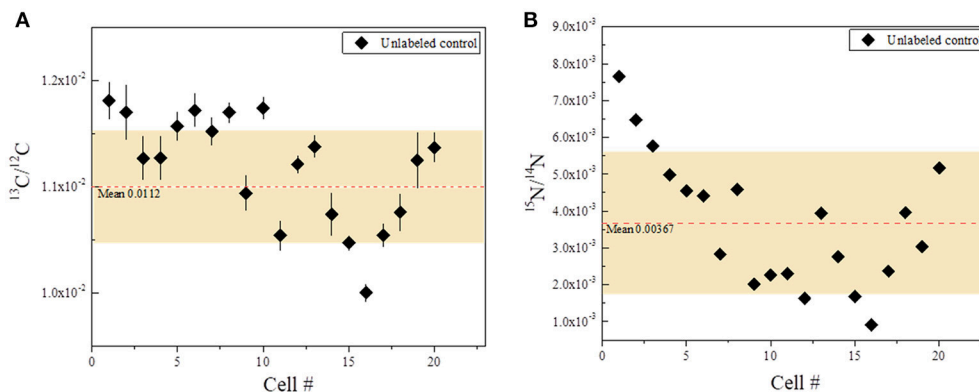 A
Unlabeled control
¹³C/¹²C
1.2x10⁻²
1.1x10⁻²
1.0x10⁻²
Mean 0.0112
0 5 10 15 20
Cell #
B
Unlabeled control
¹⁵N/¹⁴N
9.0x10⁻³
8.0x10⁻³
7.0x10⁻³
6.0x10⁻³
5.0x10⁻³
4.0x10⁻³
3.0x10⁻³
2.0x10⁻³
1.0x10⁻³
Mean 0.00367
0 5 10 15 20
Cell #